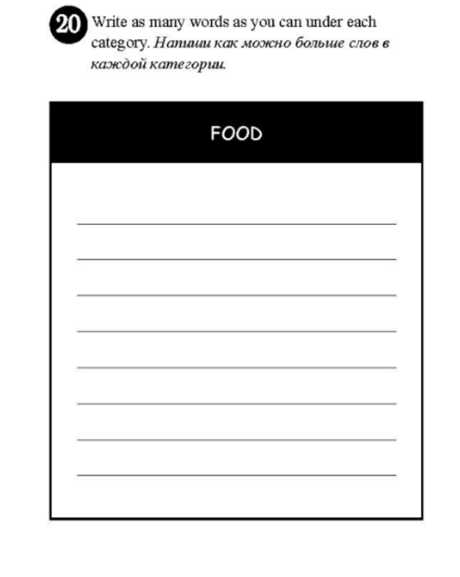 20 Write as many words as you can under each
category. Напиши как можно больше слов в
каждой категории.
FOOD